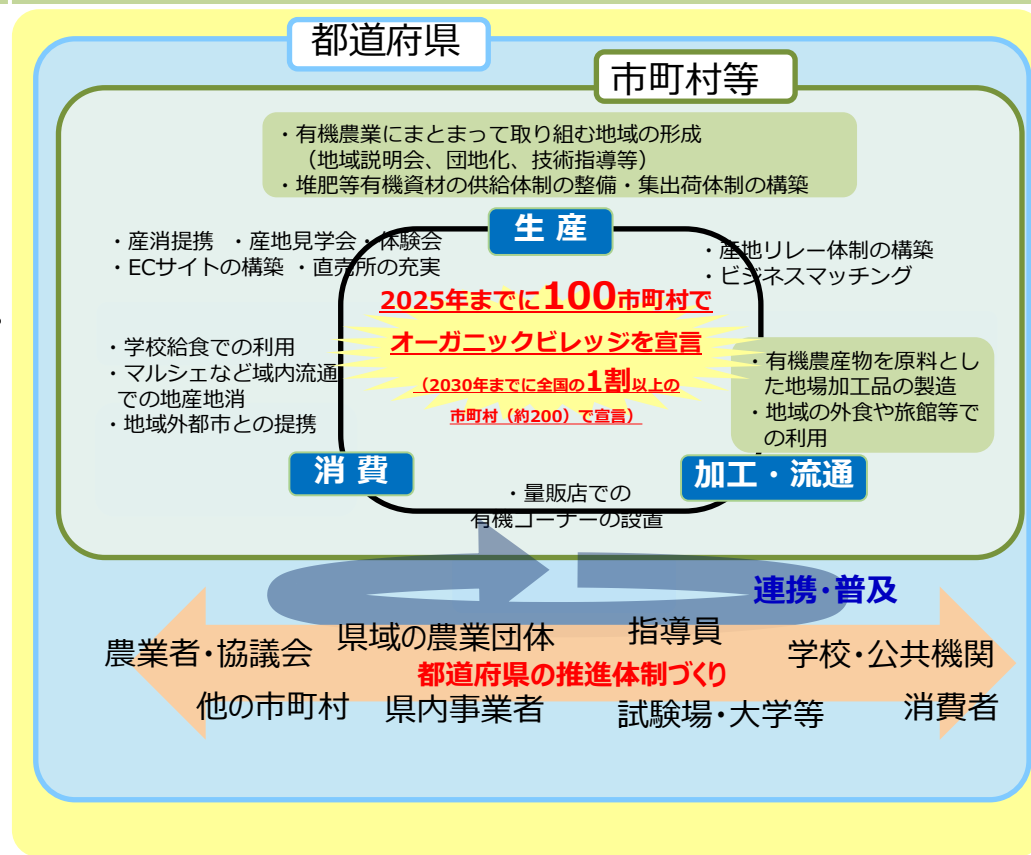 都道府県
市町村等
・有機農業にまとまって取り組む地域の形成
（地域説明会、団地化、技術指導等）
・堆肥等有機資材の供給体制の整備・集出荷体制の構築
生 産
・産消提携 ・産地見学会・体験会
・ECサイトの構築 ・直売所の充実
・産地リレー体制の構築
・ビジネスマッチング
2025年までに100市町村で
オーガニックビレッジを宣言
（2030年までに全国の1割以上の
市町村（約200）で宣言）
・学校給食での利用
・マルシェなど域内流通
での地産地消
・地域外都市との提携
・有機農産物を原料とし
た地場加工品の製造
・地域の外食や旅館等で
の利用
消 費
加工・流通
・量販店での
有機コーナーの設置
連携・普及
農業者・協議会
県域の農業団体
指導員
学校・公共機関
都道府県の推進体制づくり
他の市町村
県内事業者
試験場・大学等
消費者